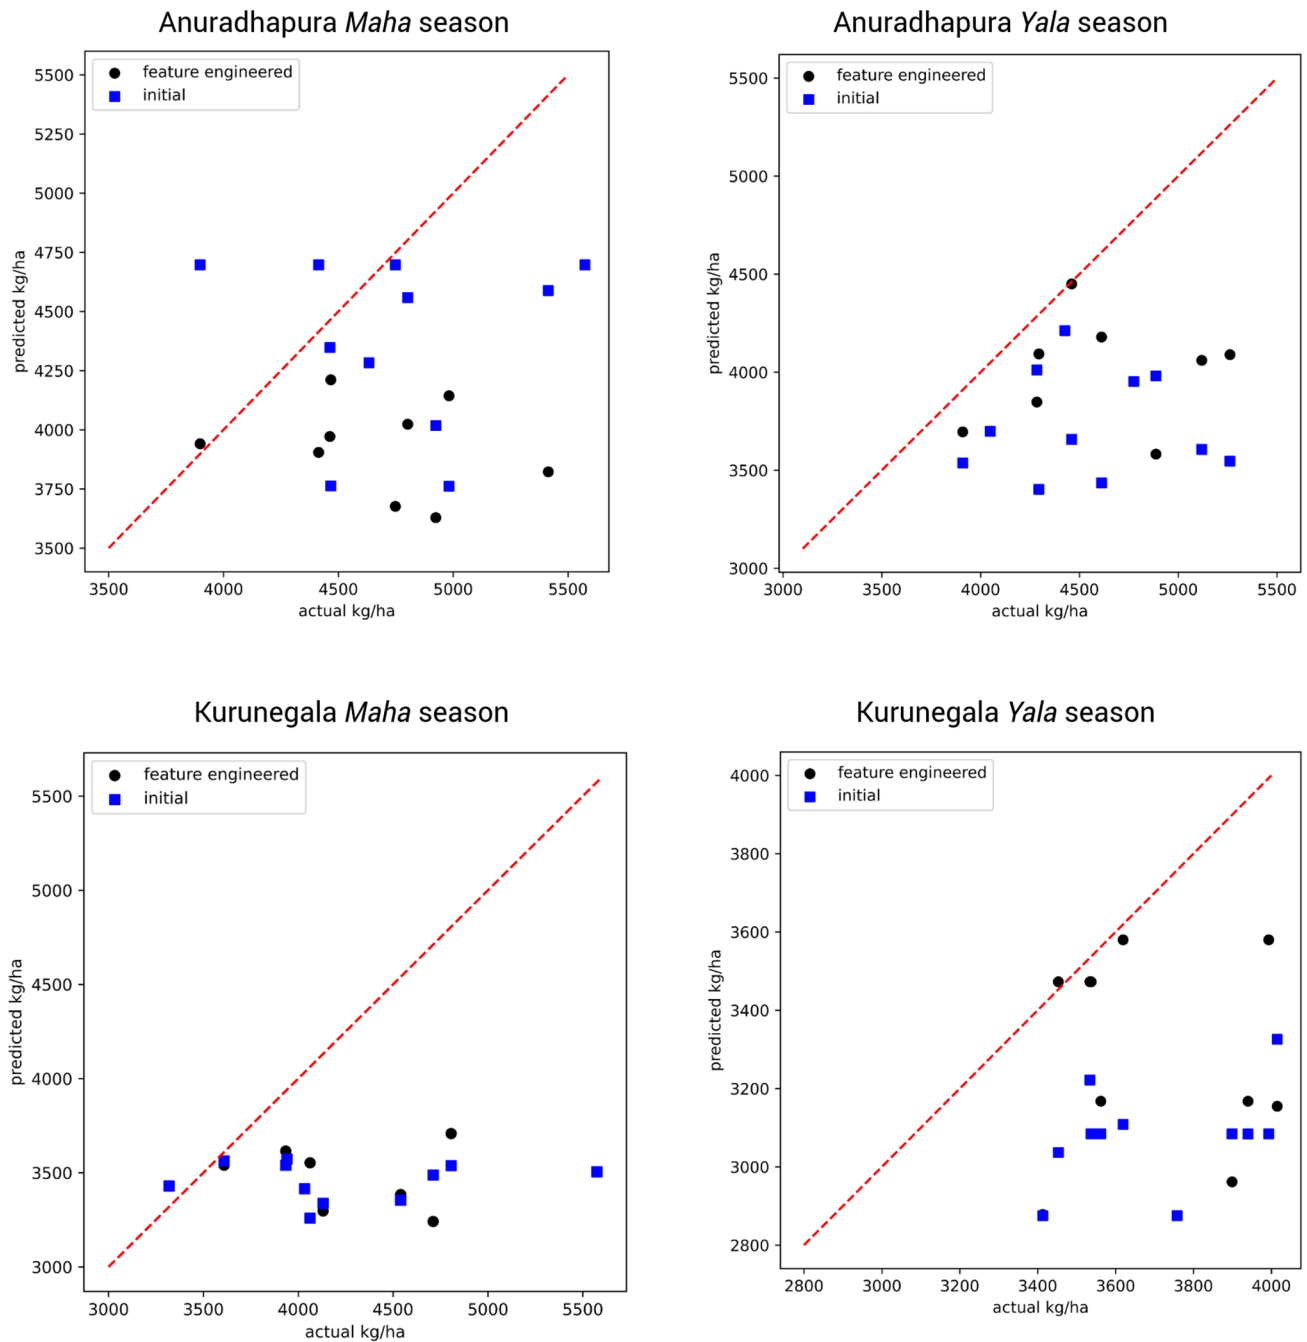 Anuradhapura Maha season
5500
5250
5000
4750
4500
4250
4000
3750
3500
predicted kg/ha
feature engineered
initial
3500 4000 4500 5000 5500
actual kg/ha
Anuradhapura Yala season
5500
5000
4500
4000
3500
3000
predicted kg/ha
feature engineered
initial
3000 3500 4000 4500 5000 5500
actual kg/ha
Kurunegala Maha season
5500
5000
4500
4000
3500
3000
predicted kg/ha
feature engineered
initial
3000 3500 4000 4500 5000 5500
actual kg/ha
Kurunegala Yala season
4000
3800
3600
3400
3200
3000
2800
predicted kg/ha
feature engineered
initial
2800 3000 3200 3400 3600 3800 4000
actual kg/ha